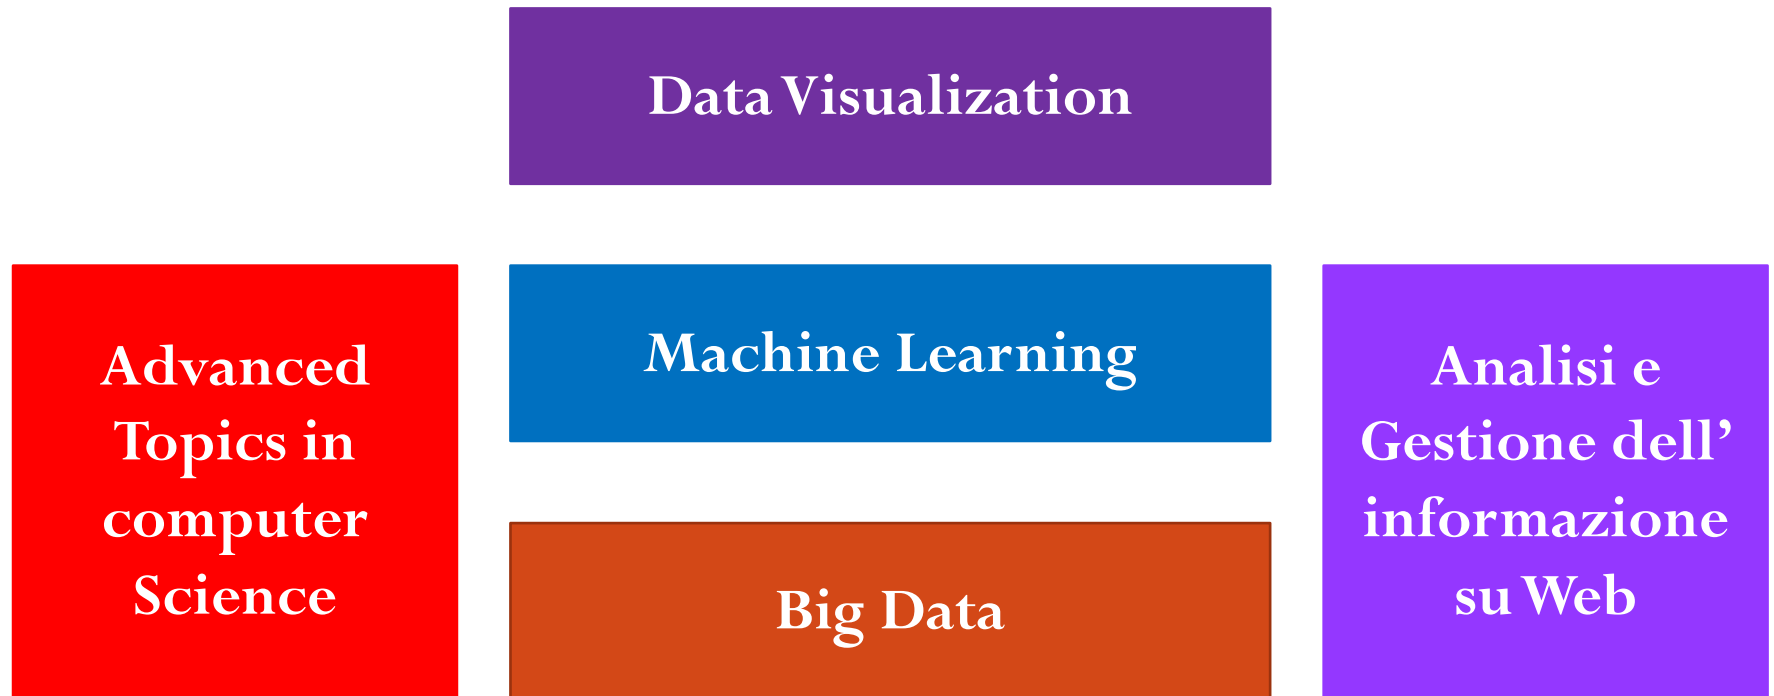 Data Visualization
Advanced
Topics in
computer
Science
Machine Learning
Big Data
Analisi e
Gestione dell’
informazione
su Web